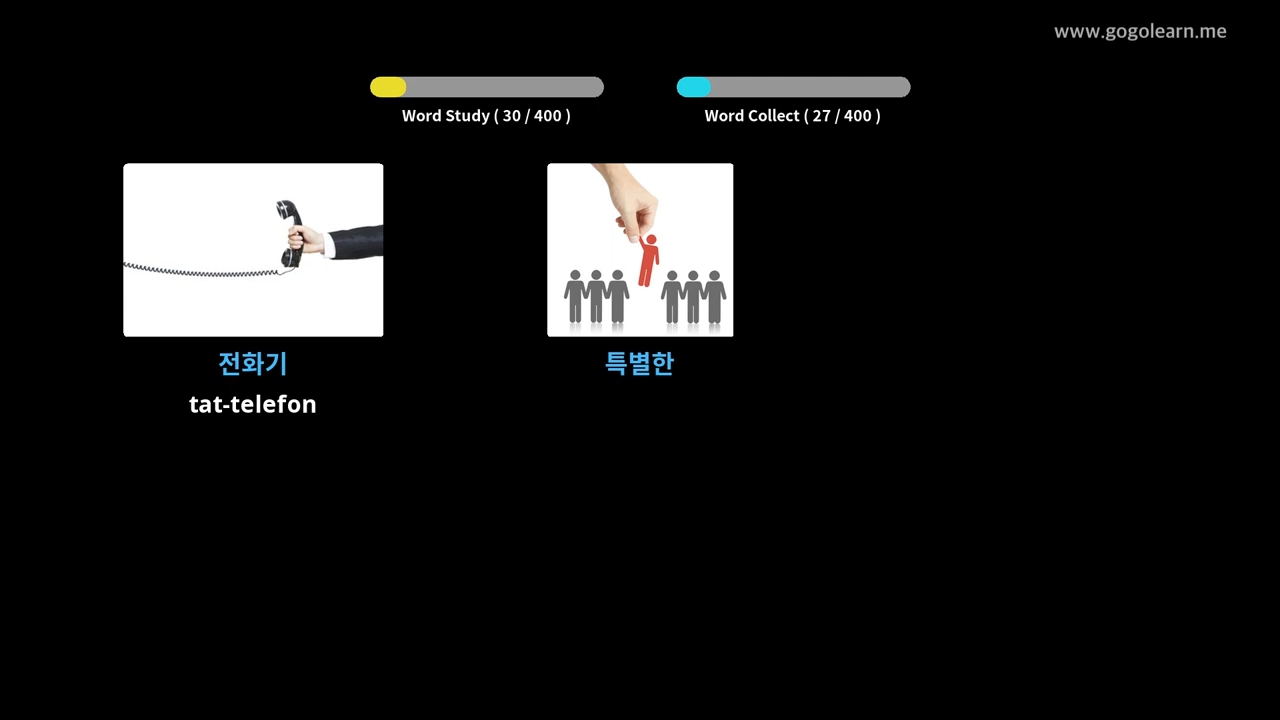 www.gogolearn.me
Word Study ( 30 / 400 )
Word Collect ( 27 / 400 )
전화기
tat-telefon
특별한